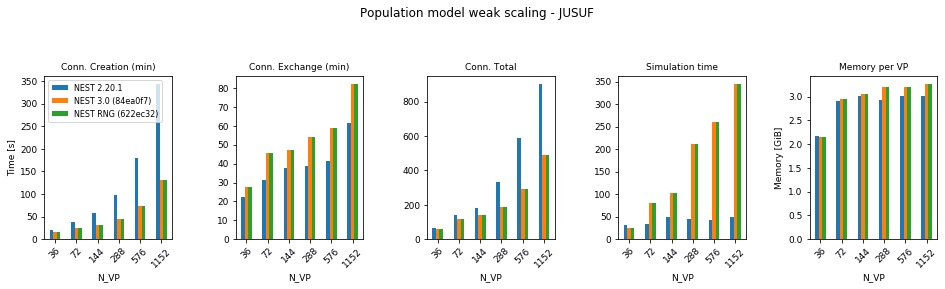 Population model weak scaling - JUSUF
Conn. Creation (min)
Time [s]
350
300
250
200
150
100
50
0
NEST 2.20.1
NEST 3.0 (84ea0f7)
NEST RNG (622ec32)
36 72 144 288 576 1152
N_VP
Conn. Exchange (min)
80
70
60
50
40
30
20
10
0
36 72 144 288 576 1152
N_VP
Conn. Total
800
600
400
200
0
36 72 144 288 576 1152
N_VP
Simulation time
350
300
250
200
150
100
50
0
36 72 144 288 576 1152
N_VP
Memory per VP
Memory [GiB]
3.0
2.5
2.0
1.5
1.0
0.5
0.0
36 72 144 288 576 1152
N_VP